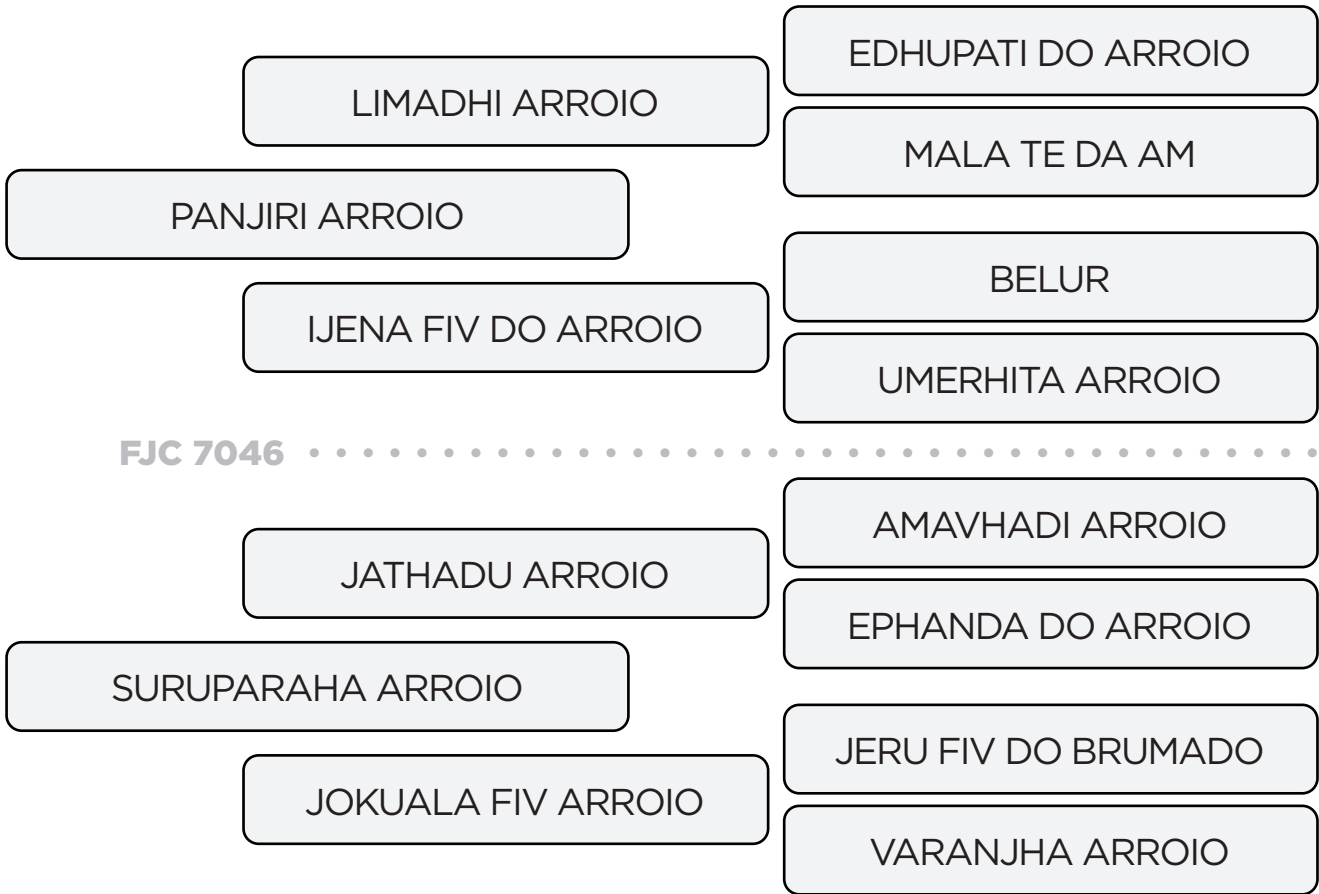 EDHUPATI DO ARROIO
LIMADHI ARROIO
MALA TE DA AM
PANJIRI ARROIO
BELUR
IJENA FIV DO ARROIO
UMERHITA ARROIO
FJC 7046
AMAVHADI ARROIO
JATHADU ARROIO
EPHANDA DO ARROIO
SURUPARAHA ARROIO
JERU FIV DO BRUMADO
JOKUALA FIV ARROIO
VARANJHA ARROIO